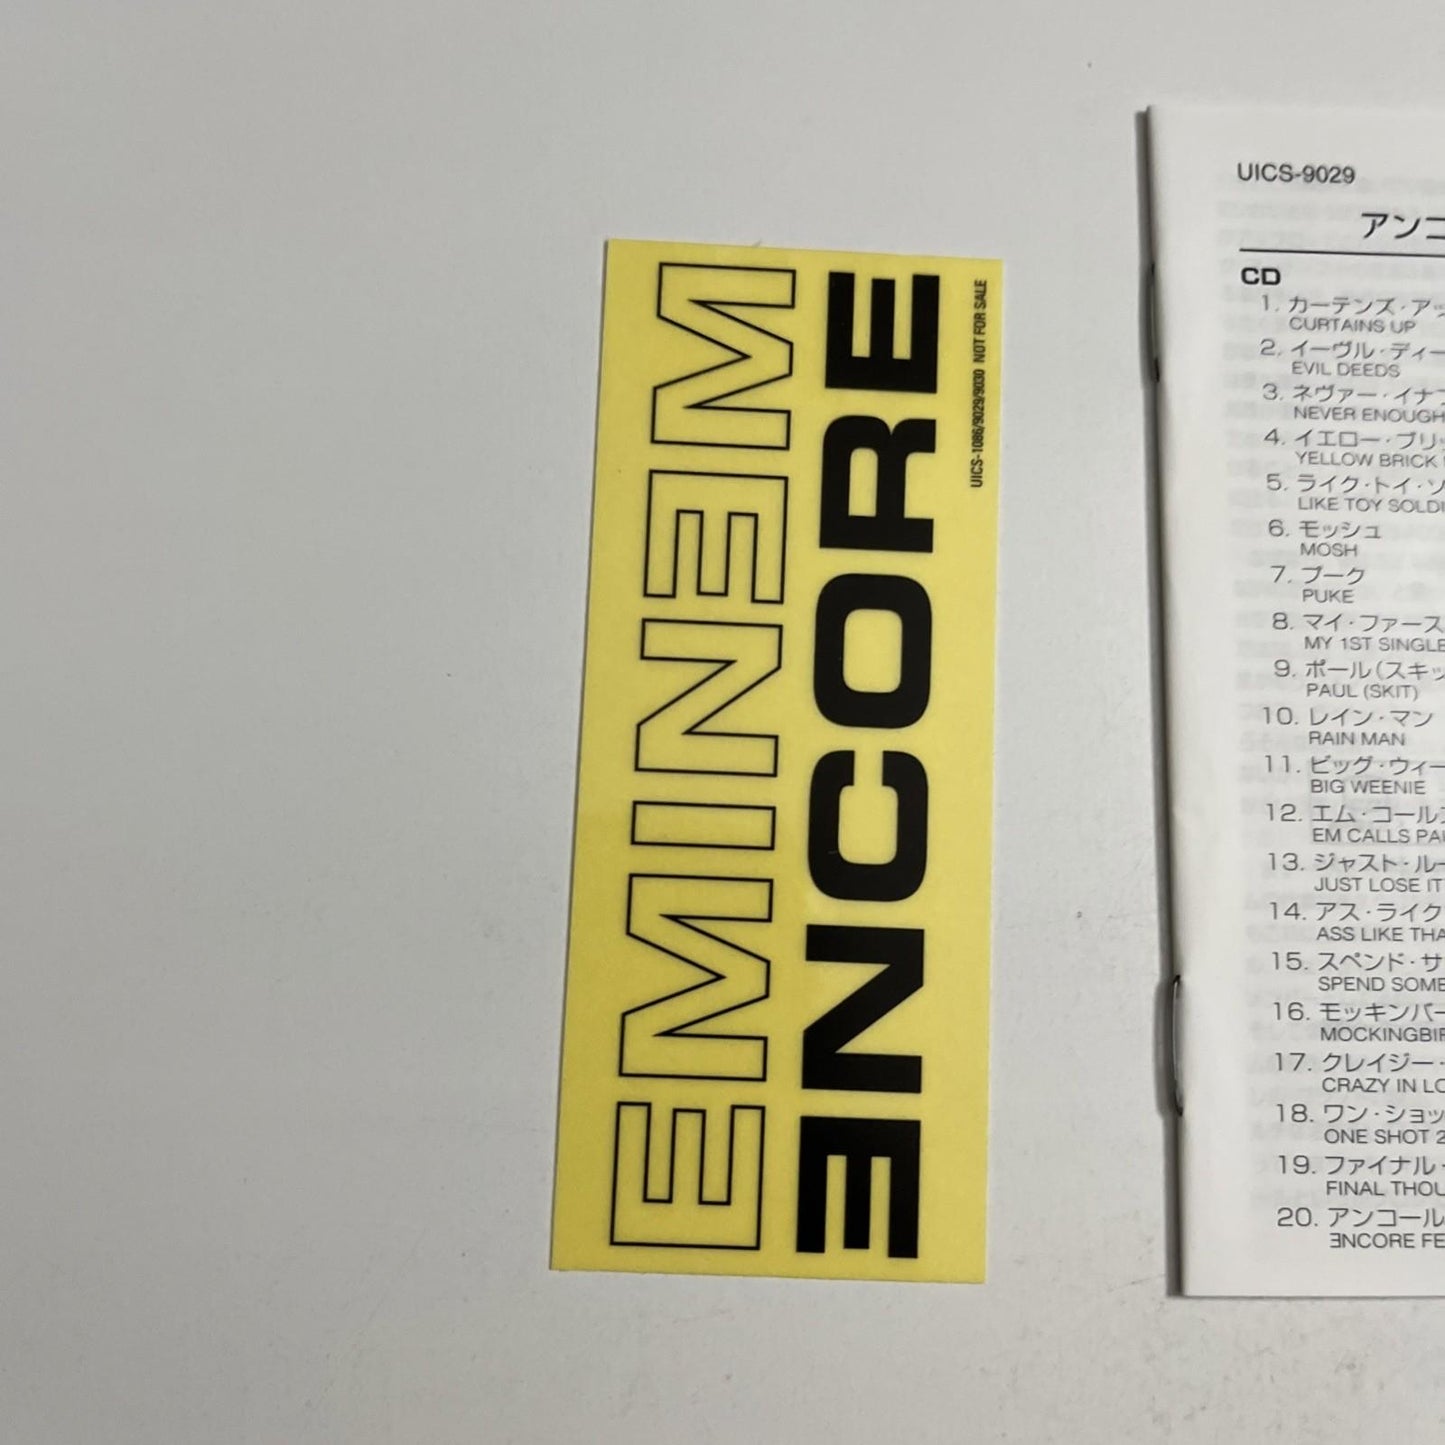 EMINƎM
ƎNCORE
UICS-1086/9029/9030 NOT FOR SALE
UICS-9029
アンコ
CD
1. カーテンズ・アッ
CURTAINS UP
2. イーヴル・ディー
EVIL DEEDS
3. ネヴァー・イナフ
NEVER ENOUGH
4. イエロー・ブリッ
YELLOW BRICK
5. ライク・トイ・ソ
LIKE TOY SOLDI
6. モッシュ
MOSH
7. プーク
PUKE
8. マイ・ファース
MY 1ST SINGLE
9. ポール(スキッ
PAUL (SKIT)
10. レイン・マン
RAIN MAN
11. ビッグ・ウィー
BIG WEENIE
12. エム・コール
EM CALLS PAU
13. ジャスト・ルー
JUST LOSE IT
14. アス・ライク
ASS LIKE THA
15. スペンド・サ
SPEND SOME
16. モッキンバー
MOCKINGBIR
17. クレイジー・
CRAZY IN LO
18. ワン・ショッ
ONE SHOT 2
19. ファイナル・
FINAL THOU
20. アンコール
ƎNCORE FE